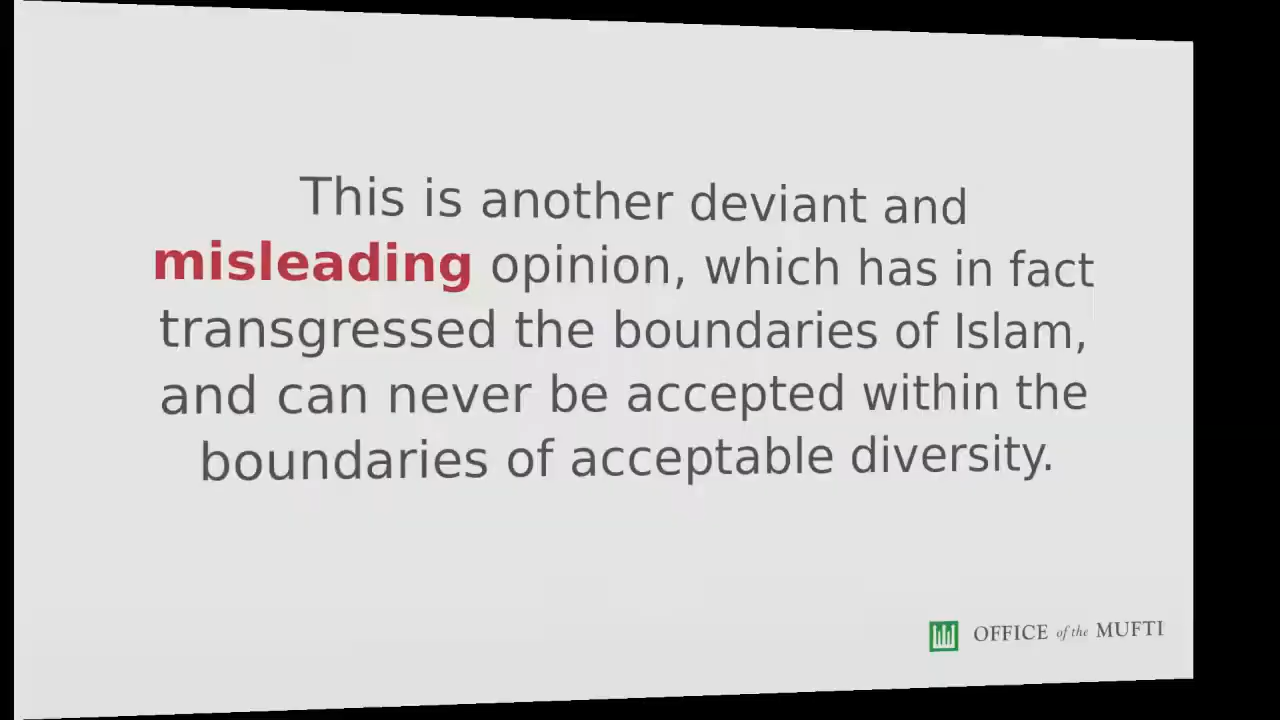 This is another deviant and
misleading opinion, which has in fact
transgressed the boundaries of Islam,
and can never be accepted within the
boundaries of acceptable diversity.
OFFICE of the MUFTI